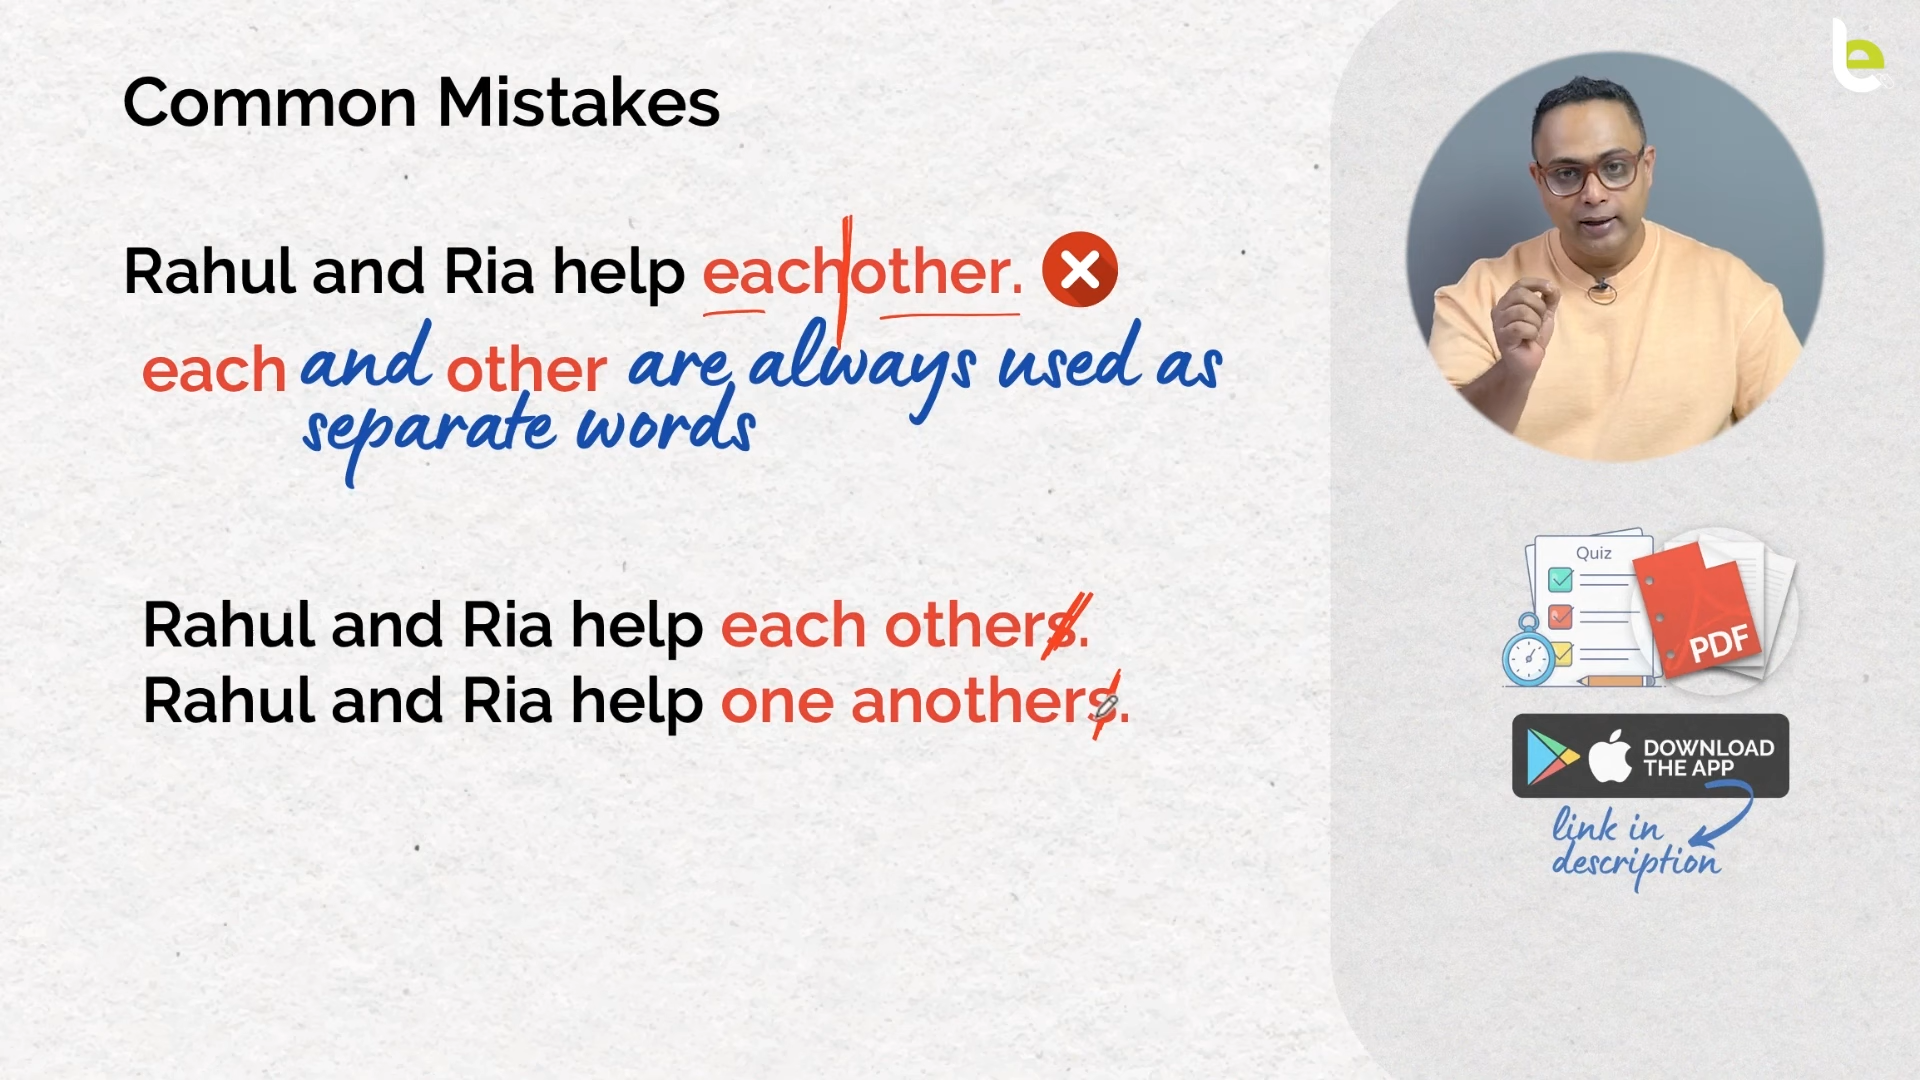 Common Mistakes
Rahul and Ria help eachother.
each and other are always used as
separate words
Rahul and Ria help each others.
Rahul and Ria help one anothers.
Quiz
PDF
DOWNLOAD
THE APP
link in
description
be